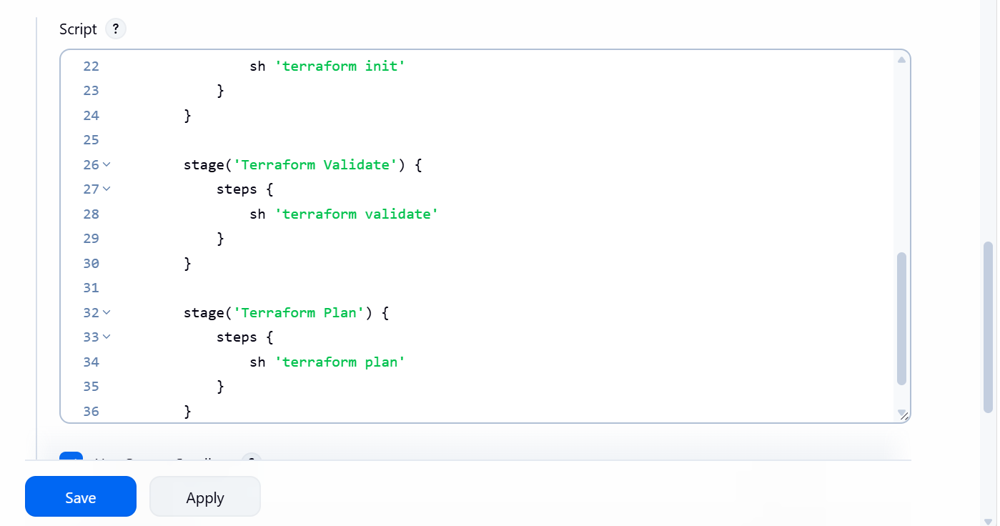 Script ?
22 sh 'terraform init'
23 }
24 }
25
26 stage('Terraform Validate') {
27 steps {
28 sh 'terraform validate'
29 }
30 }
31
32 stage('Terraform Plan') {
33 steps {
34 sh 'terraform plan'
35 }
36 }
Save Apply